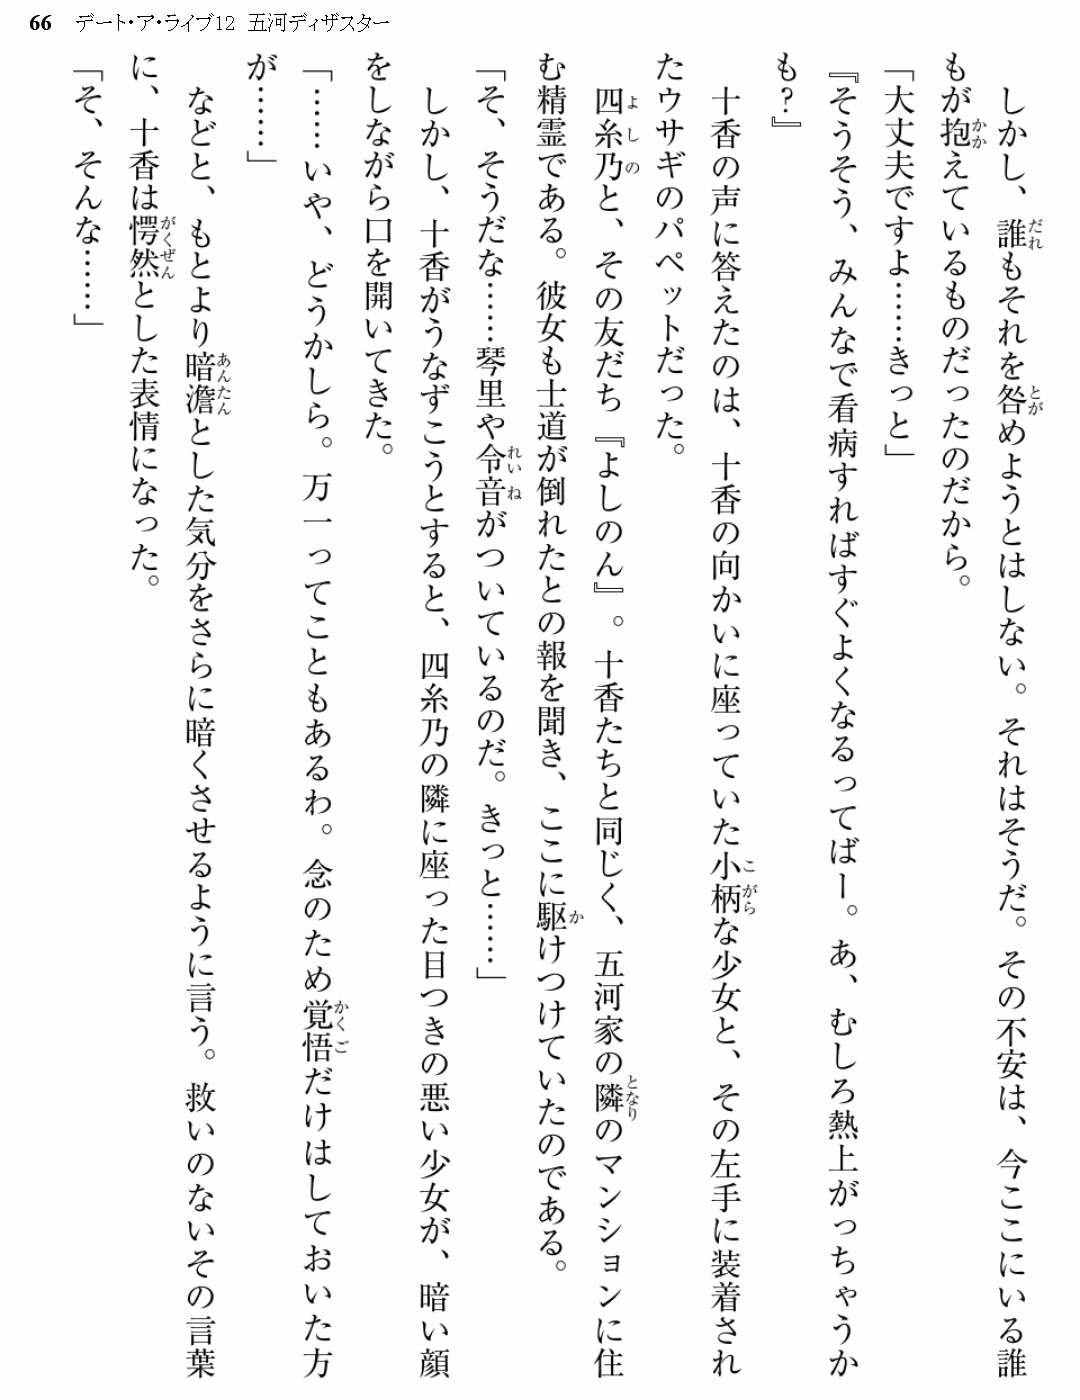 66 デート・ア・ライブ12 五河ディザスター
しかし、誰もそれを咎めようとはしない。それはそうだ。その不安は、今ここにいる誰
もが抱えているものだったのだから。
「大丈夫ですよ……きっと」
『そうそう、みんなで看病すればすぐよくなるってばー。あ、むしろ熱上がっちゃうか
も?』
十香の声に答えたのは、十香の向かいに座っていた小柄な少女と、その左手に装着され
たウサギのパペットだった。
四糸乃と、その友だち『よしのん』。十香たちと同じく、五河家の隣のマンションに住
む精霊である。彼女も士道が倒れたとの報を聞き、ここに駆けつけていたのである。
「そ、そうだな……琴里や令音がついているのだ。きっと……」
しかし、十香がうなずこうとすると、四糸乃の隣に座った目つきの悪い少女が、暗い顔
をしながら口を開いてきた。
「……いや、どうかしら。万一ってこともあるわ。念のため覚悟だけはしておいた方
が……」
などと、もとより暗澹とした気分をさらに暗くさせるように言う。救いのないその言葉
に、十香は愕然とした表情になった。
「そ、そんな……」